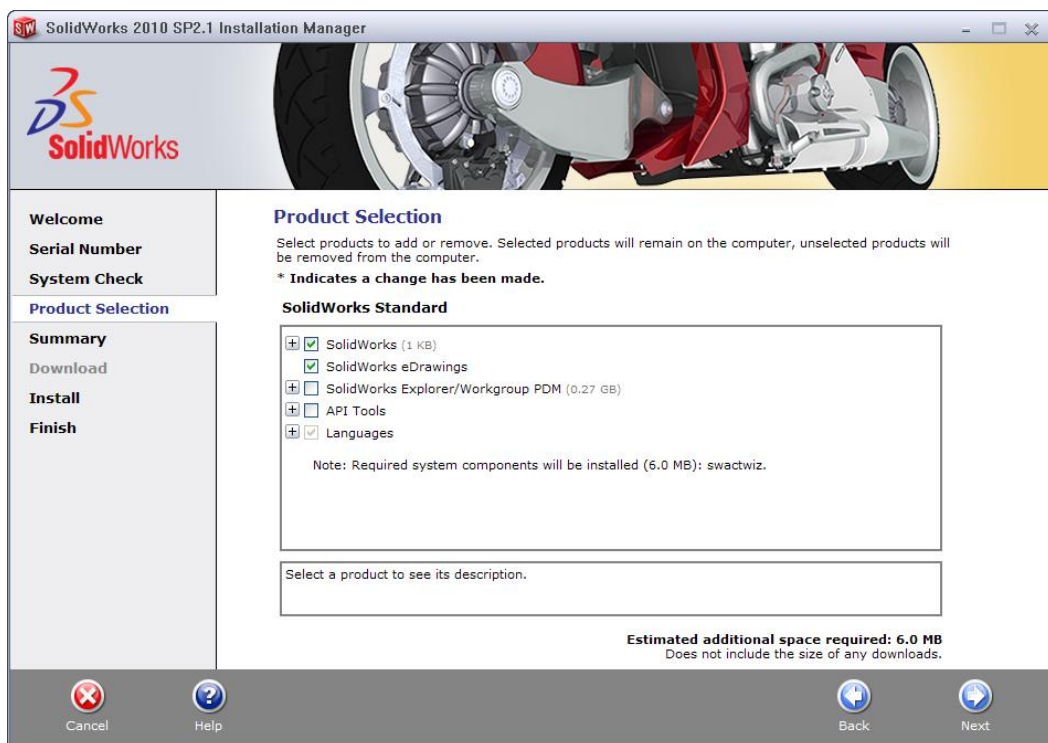 SolidWorks 2010 SP2.1 Installation Manager
SolidWorks
Welcome
Serial Number
System Check
Product Selection
Summary
Download
Install
Finish
Product Selection
Select products to add or remove. Selected products will remain on the computer, unselected products will
be removed from the computer.
* Indicates a change has been made.
SolidWorks Standard
SolidWorks (1 KB)
SolidWorks eDrawings
SolidWorks Explorer/Workgroup PDM (0.27 GB)
API Tools
Languages
Note: Required system components will be installed (6.0 MB): swactwiz.
Select a product to see its description.
Estimated additional space required: 6.0 MB
Does not include the size of any downloads.
Cancel
Help
Back
Next